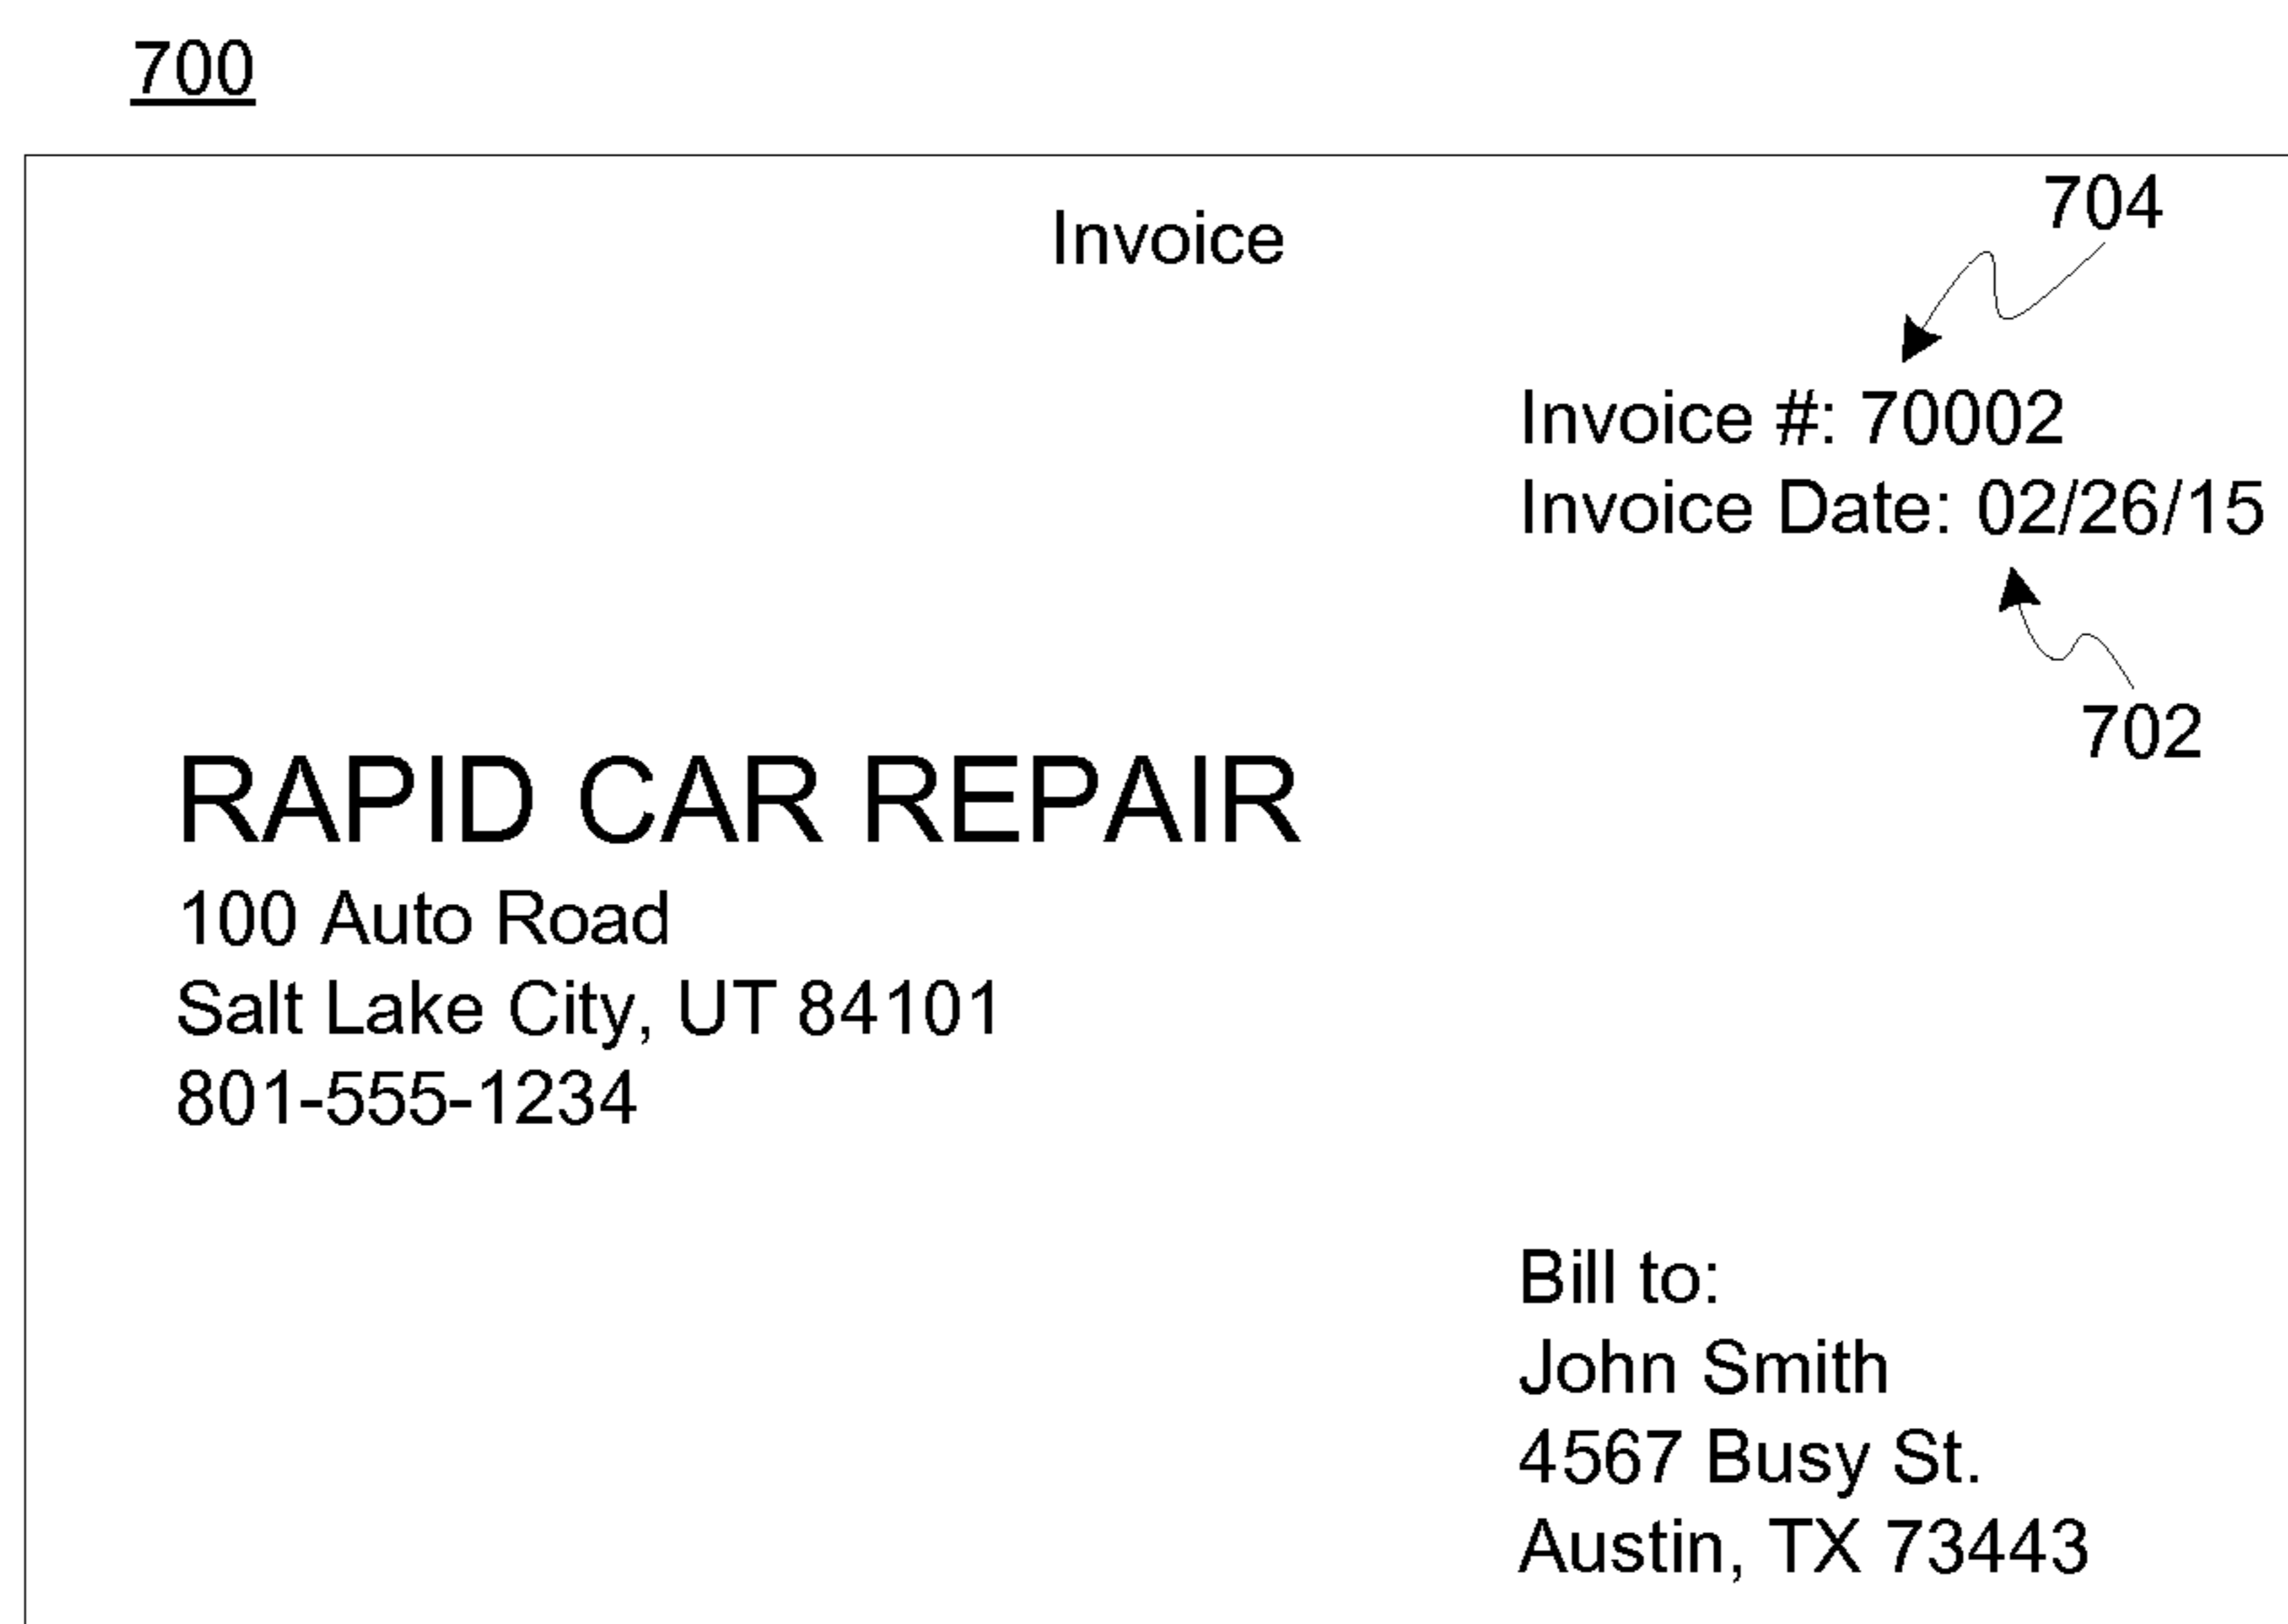 700
Invoice
704
Invoice #: 70002
Invoice Date: 02/26/15
702
RAPID CAR REPAIR
100 Auto Road
Salt Lake City, UT 84101
801-555-1234
Bill to:
John Smith
4567 Busy St.
Austin, TX 73443